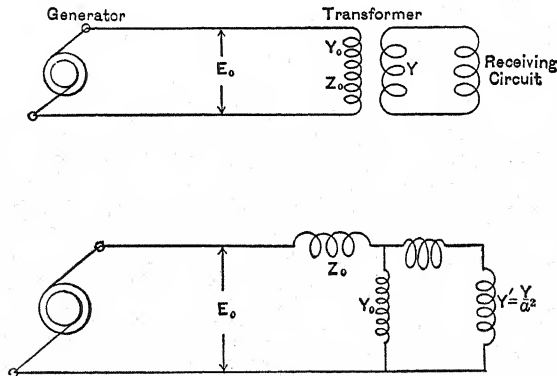 Generator
Transformer
E₀
Y₀
Z₀
Y
Receiving
Circuit
E₀
Z₀
Y₀
Y'=Y/a²